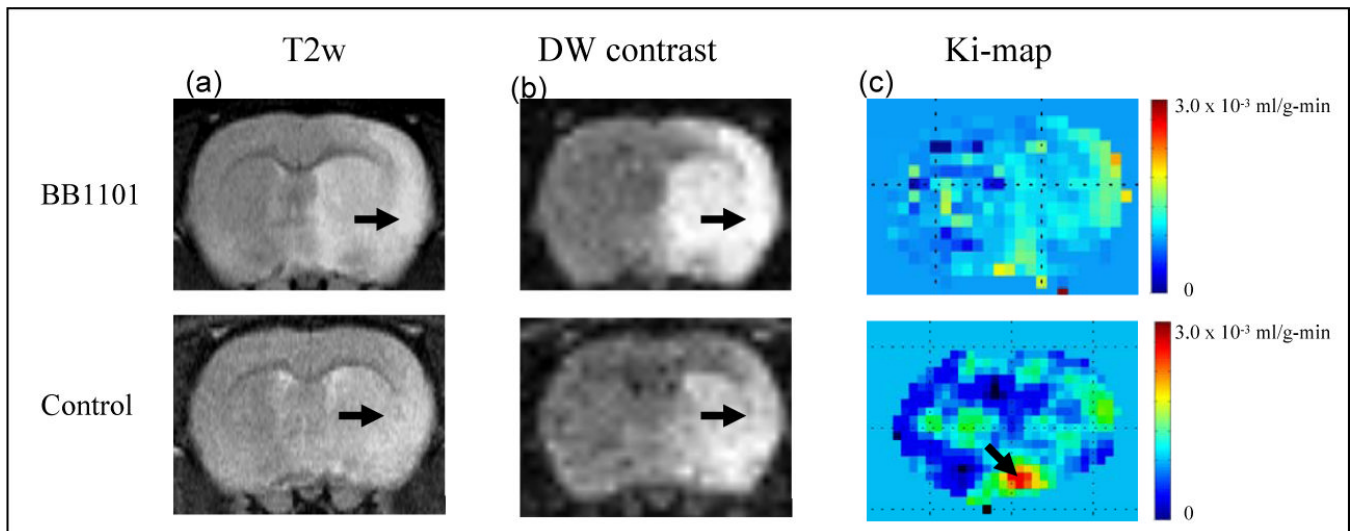 T2w DW contrast Ki-map
(a) (b) (c)
BB1101
3.0 x 10⁻³ ml/g-min
0
Control
3.0 x 10⁻³ ml/g-min
0